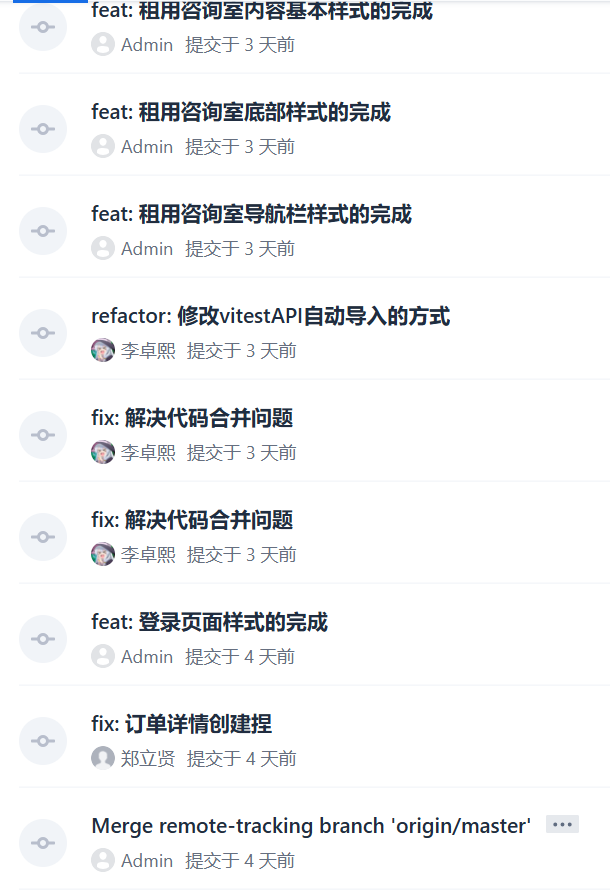 feat: 租用咨询室内容基本样式的完成
Admin 提交于 3 天前
feat: 租用咨询室底部样式的完成
Admin 提交于 3 天前
feat: 租用咨询室导航栏样式的完成
Admin 提交于 3 天前
refactor: 修改vitestAPI自动导入的方式
李卓熙 提交于 3 天前
fix: 解决代码合并问题
李卓熙 提交于 3 天前
fix: 解决代码合并问题
李卓熙 提交于 3 天前
feat: 登录页面样式的完成
Admin 提交于 4 天前
fix: 订单详情创建捏
郑立贤 提交于 4 天前
Merge remote-tracking branch 'origin/master' ...
Admin 提交于 4 天前